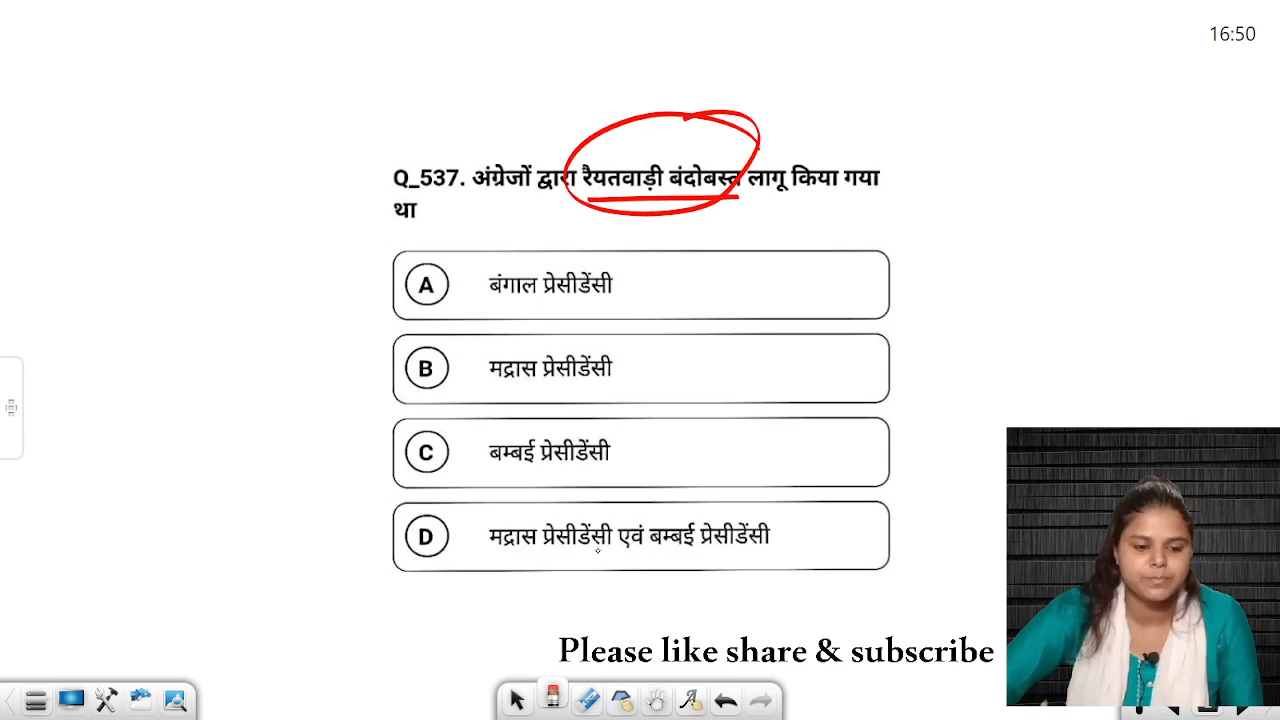 16:50
Q_537. अंग्रेजों द्वारा रैयतवाड़ी बंदोबस्त लागू किया गया
था
A बंगाल प्रेसीडेंसी
B मद्रास प्रेसीडेंसी
C बम्बई प्रेसीडेंसी
D मद्रास प्रेसीडेंसी एवं बम्बई प्रेसीडेंसी
Please like share & subscribe